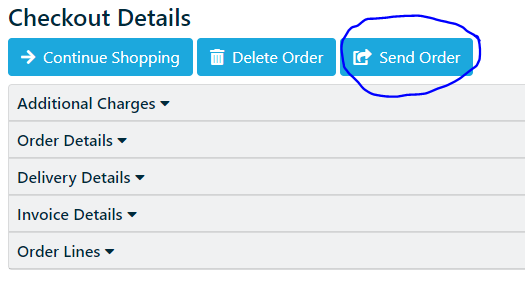 Checkout Details
Continue Shopping Delete Order Send Order
Additional Charges
Order Details
Delivery Details
Invoice Details
Order Lines